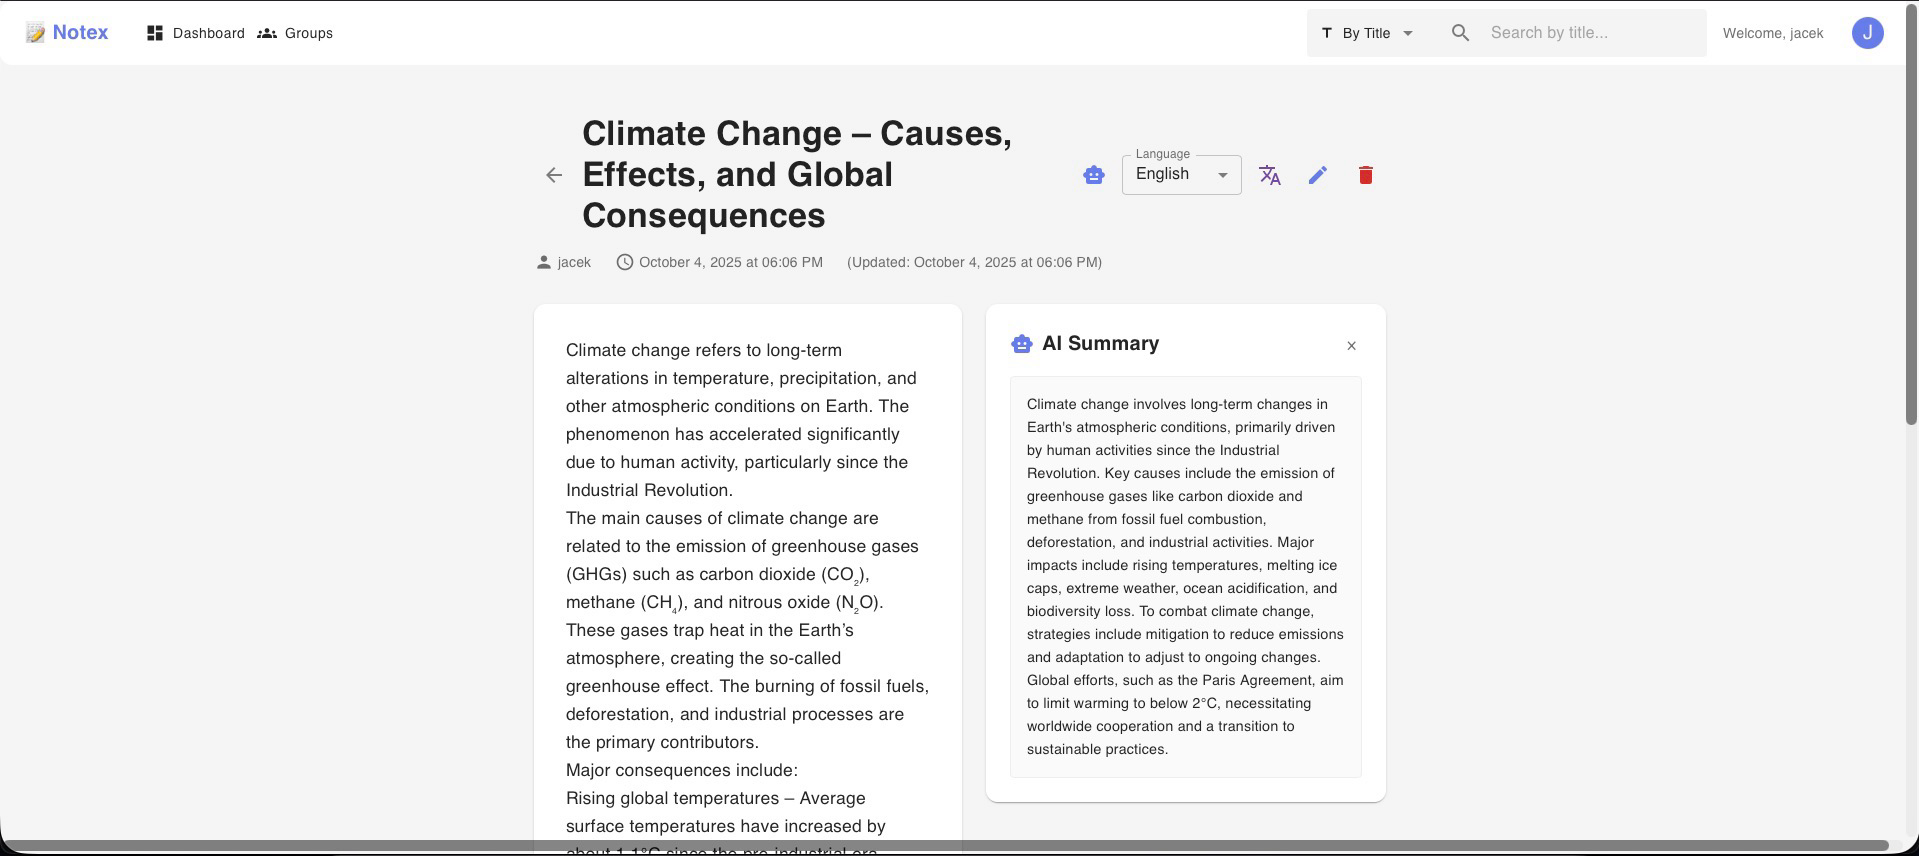 Notex
Dashboard
Groups
By Title
Search by title...
Welcome, jacek
J
Climate Change – Causes,
Effects, and Global
Consequences
Language
English
jacek
October 4, 2025 at 06:06 PM
(Updated: October 4, 2025 at 06:06 PM)
Climate change refers to long-term
alterations in temperature, precipitation, and
other atmospheric conditions on Earth. The
phenomenon has accelerated significantly
due to human activity, particularly since the
Industrial Revolution.
The main causes of climate change are
related to the emission of greenhouse gases
(GHGs) such as carbon dioxide (CO₂),
methane (CH₄), and nitrous oxide (N₂O).
These gases trap heat in the Earth’s
atmosphere, creating the so-called
greenhouse effect. The burning of fossil fuels,
deforestation, and industrial processes are
the primary contributors.
Major consequences include:
Rising global temperatures – Average
surface temperatures have increased by
about 1.1°C since the pre-industrial era
AI Summary
×
Climate change involves long-term changes in
Earth's atmospheric conditions, primarily driven
by human activities since the Industrial
Revolution. Key causes include the emission of
greenhouse gases like carbon dioxide and
methane from fossil fuel combustion,
deforestation, and industrial activities. Major
impacts include rising temperatures, melting ice
caps, extreme weather, ocean acidification, and
biodiversity loss. To combat climate change,
strategies include mitigation to reduce emissions
and adaptation to adjust to ongoing changes.
Global efforts, such as the Paris Agreement, aim
to limit warming to below 2°C, necessitating
worldwide cooperation and a transition to
sustainable practices.